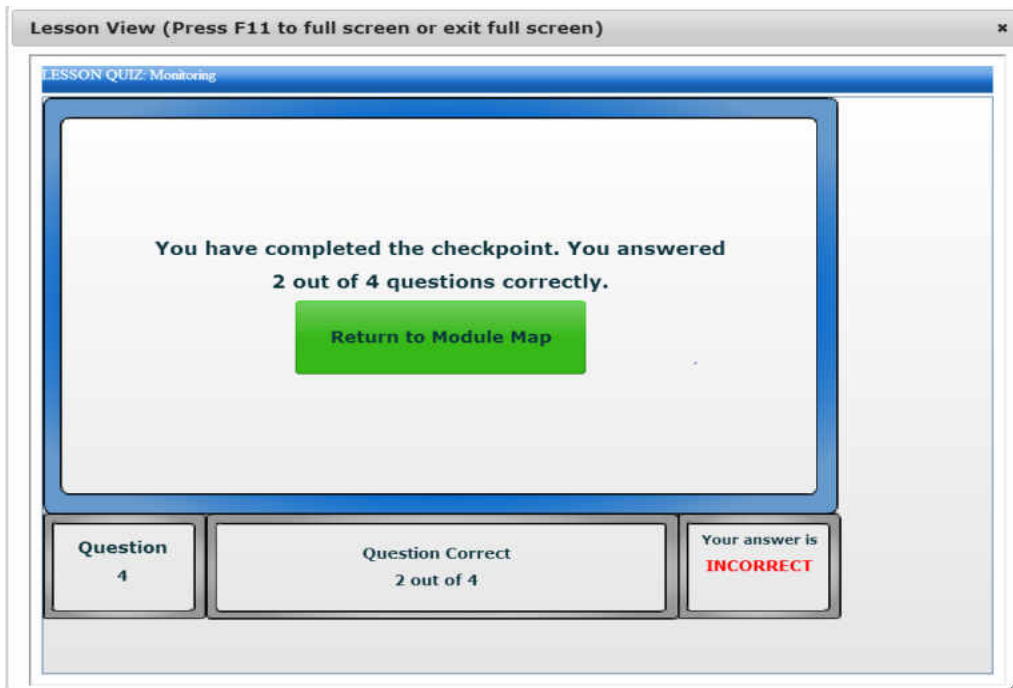 Lesson View (Press F11 to full screen or exit full screen)
×
LESSON QUIZ: Monitoring
You have completed the checkpoint. You answered
2 out of 4 questions correctly.
Return to Module Map
Question
4
Question Correct
2 out of 4
Your answer is
INCORRECT